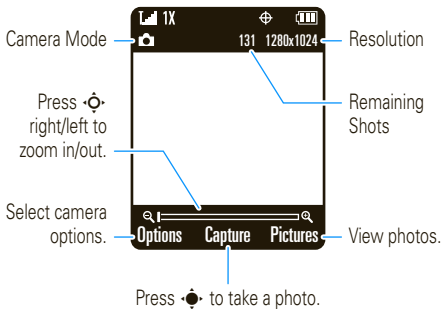 1X
Camera Mode
131 1280x1024
Resolution
Remaining
Shots
Press
right/left to
zoom in/out.
Select camera
options.
Options Capture Pictures
View photos.
Press to take a photo.